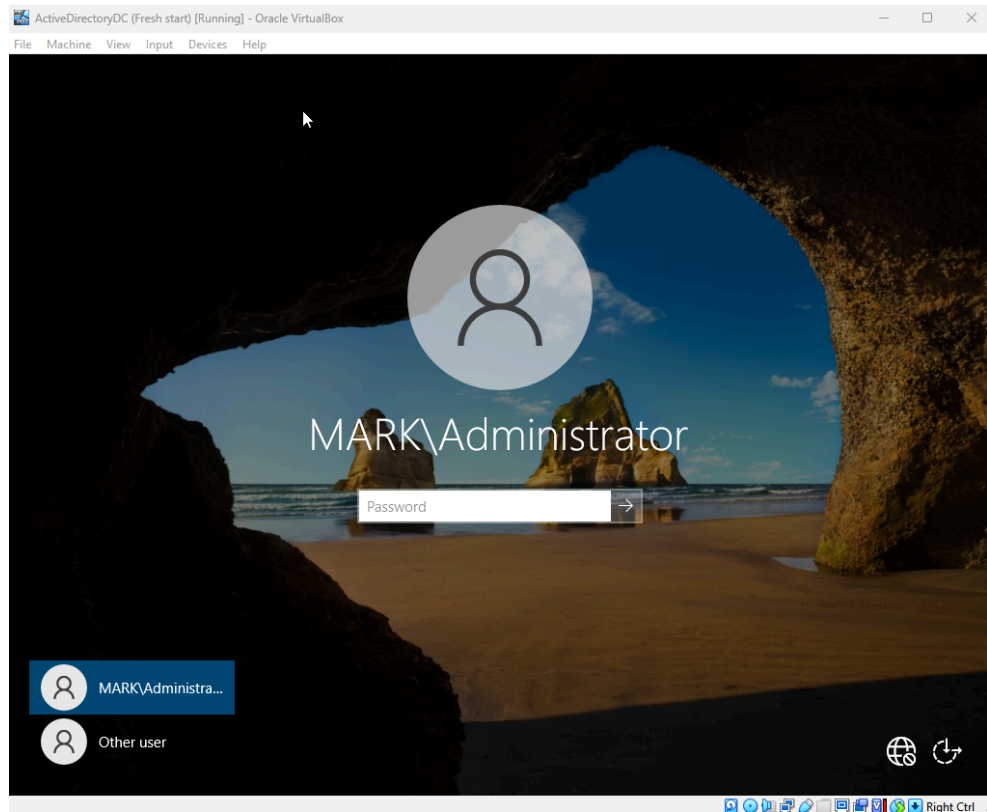 ActiveDirectoryDC (Fresh start) [Running] - Oracle VirtualBox
File Machine View Input Devices Help
MARK\Administrator
Password
MARK\Administra...
Other user
Right Ctrl